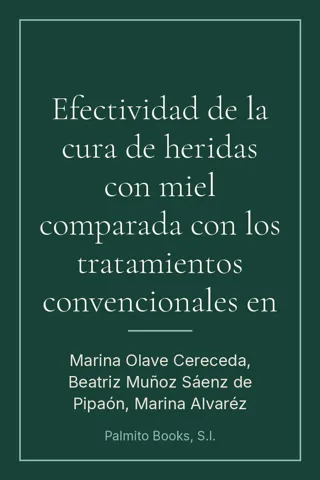 Efectividad de la
cura de heridas
con miel
comparada con los
tratamientos
convencionales en
Marina Olave Cereceda,
Beatriz Muñoz Sáenz de
Pipaón, Marina Alvaréz
Palmito Books, S.l.